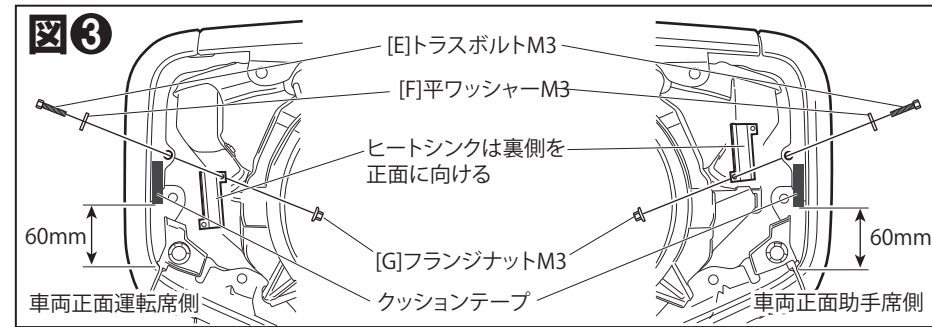 図❸
[E]トラスボルトM3
[F]平ワッシャーM3
ヒートシンクは裏側を
正面に向ける
60mm
60mm
[G]フランジナットM3
車両正面運転席側
クッションテープ
車両正面助手席側